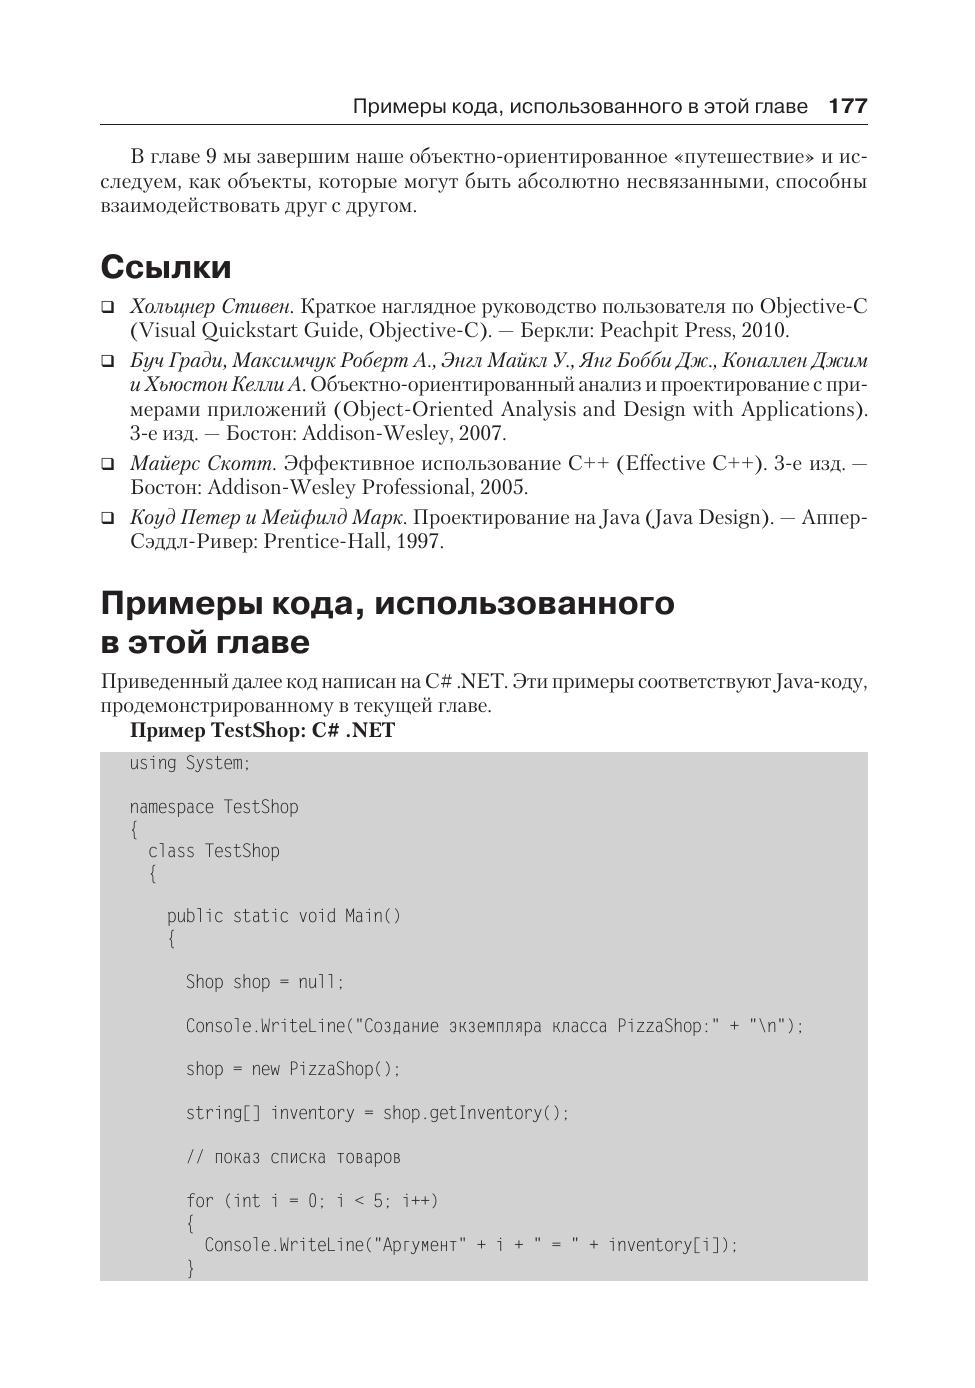 Примеры кода, использованного в этой главе 177
В главе 9 мы завершим наше объектно-ориентированное «путешествие» и ис-
следуем, как объекты, которые могут быть абсолютно несвязанными, способны
взаимодействовать друг с другом.
Ссылки
❑ Хольцнер Стивен. Краткое наглядное руководство пользователя по Objective-C
(Visual Quickstart Guide, Objective-C). — Беркли: Peachpit Press, 2010.
❑ Буч Гради, Максимчук Роберт А., Энгл Майкл У., Янг Бобби Дж., Коналлен Джим
и Хьюстон Келли А. Объектно-ориентированный анализ и проектирование с при-
мерами приложений (Object-Oriented Analysis and Design with Applications).
3-е изд. — Бостон: Addison-Wesley, 2007.
❑ Майерс Скотт. Эффективное использование C++ (Effective C++). 3-е изд. —
Бостон: Addison-Wesley Professional, 2005.
❑ Коуд Петер и Мейфилд Марк. Проектирование на Java (Java Design). — Аппер-
Сэддл-Ривер: Prentice-Hall, 1997.
Примеры кода, использованного
в этой главе
Приведенный далее код написан на C# .NET. Эти примеры соответствуют Java-коду,
продемонстрированному в текущей главе.
Пример TestShop: C# .NET
using System;
namespace TestShop
{
class TestShop
{
public static void Main()
{
Shop shop = null;
Console.WriteLine("Создание экземпляра класса PizzaShop:" + "\n");
shop = new PizzaShop();
string[] inventory = shop.getInventory();
// показ списка товаров
for (int i = 0; i < 5; i++)
{
Console.WriteLine("Аргумент" + i + " = " + inventory[i]);
}